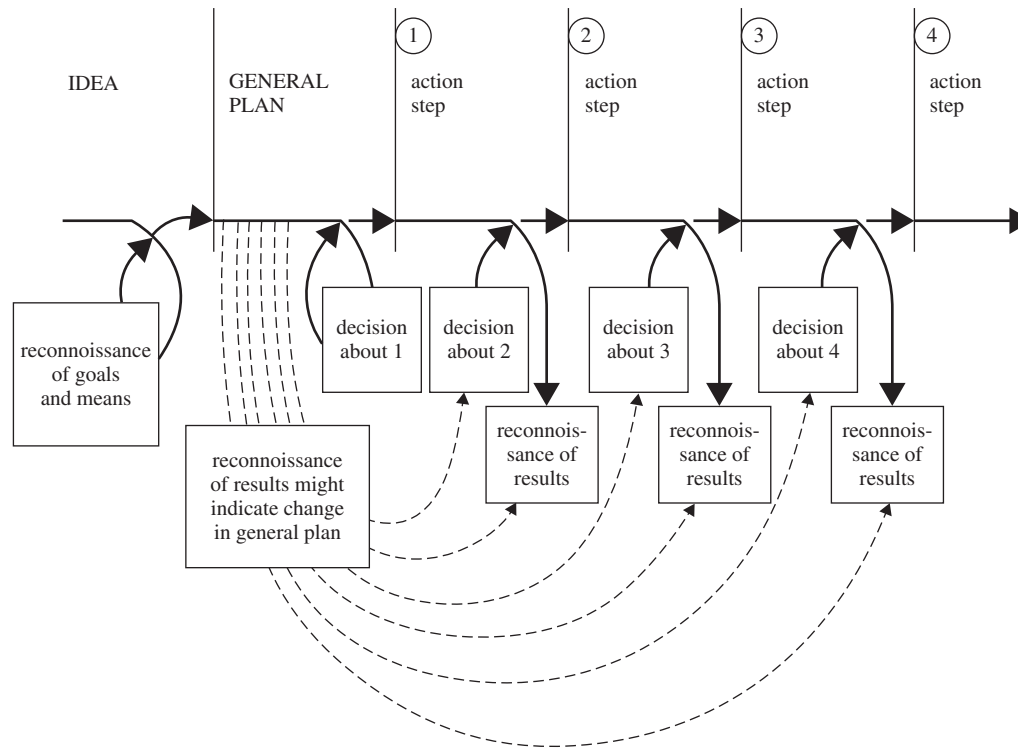 1
2
3
4
IDEA
GENERAL
PLAN
action
step
action
step
action
step
action
step
reconnoissance
of goals
and means
decision
about 1
decision
about 2
decision
about 3
decision
about 4
reconnois-
sance of
results
reconnois-
sance of
results
reconnois-
sance of
results
reconnoissance
of results might
indicate change
in general plan